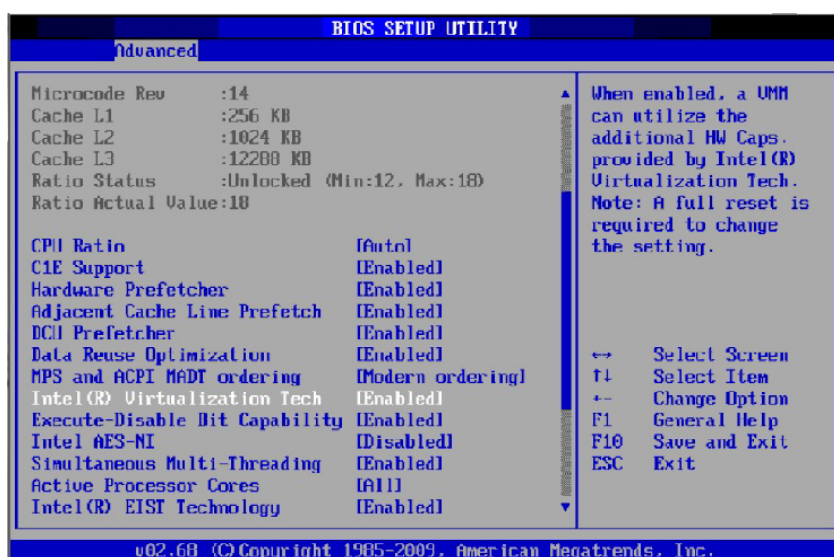 BIOS SETUP UTILITY
Advanced
Microcode Rev :14
Cache L1 :256 KB
Cache L2 :1024 KB
Cache L3 :12288 KB
Ratio Status :Unlocked (Min:12, Max:18)
Ratio Actual Value:18
CPU Ratio [Auto]
C1E Support [Enabled]
Hardware Prefetcher [Enabled]
Adjacent Cache Line Prefetch [Enabled]
DCU Prefetcher [Enabled]
Data Reuse Optimization [Enabled]
MPS and ACPI MADT ordering [Modern ordering]
Intel(R) Virtualization Tech [Enabled]
Execute-Disable Bit Capability [Enabled]
Intel AES-NI [Disabled]
Simultaneous Multi-Threading [Enabled]
Active Processor Cores [All]
Intel(R) EIST Technology [Enabled]
When enabled, a VMM
can utilize the
additional HW Caps.
provided by Intel(R)
Virtualization Tech.
Note: A full reset is
required to change
the setting.
↔ Select Screen
↑↓ Select Item
+- Change Option
F1 General Help
F10 Save and Exit
ESC Exit
v02.68 (C)Copyright 1985-2009, American Megatrends, Inc.